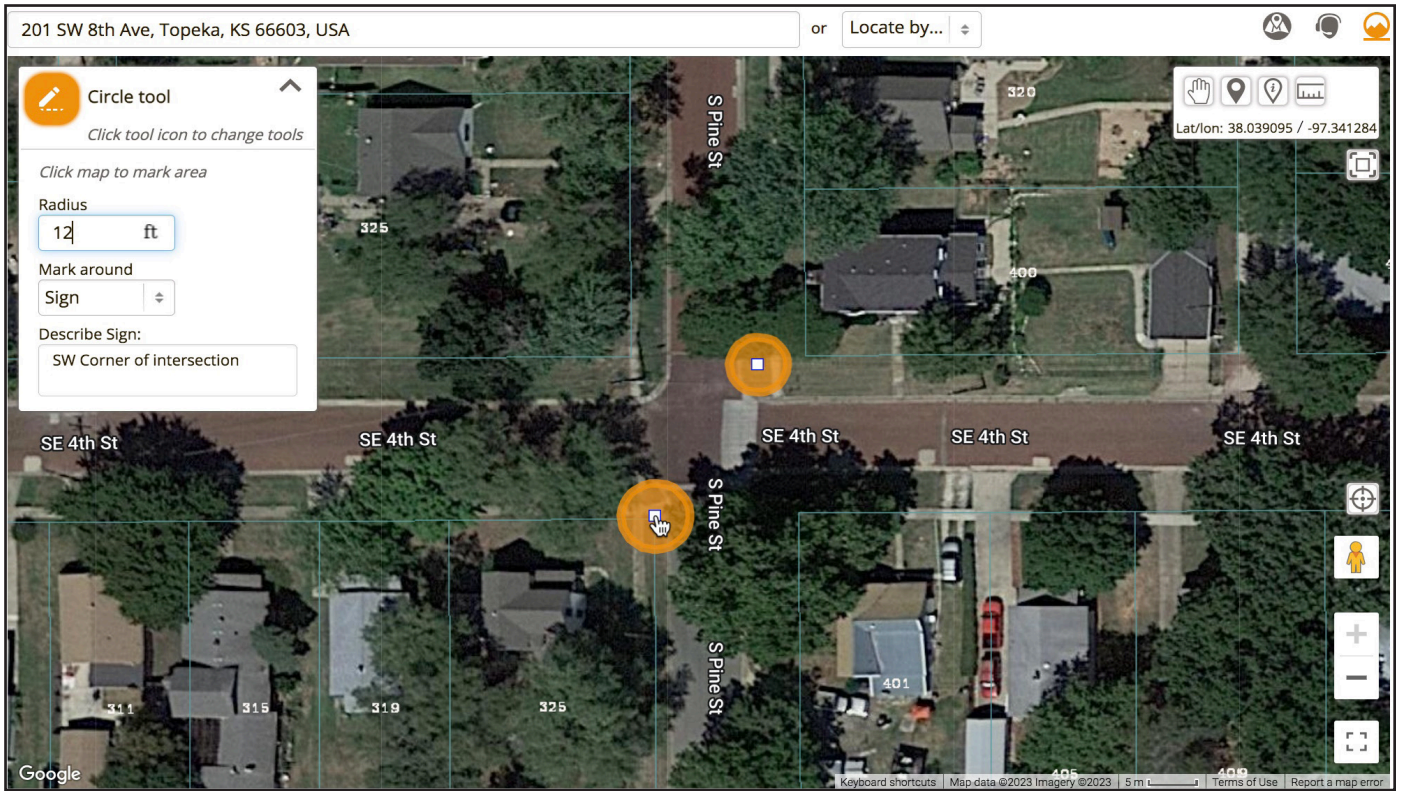 201 SW 8th Ave, Topeka, KS 66603, USA
or
Locate by...
Circle tool
Click tool icon to change tools
Click map to mark area
Radius
12 ft
Mark around
Sign
Describe Sign:
SW Corner of intersection
Lat/lon: 38.039095 / -97.341284
S Pine St
320
325
400
SE 4th St
SE 4th St
SE 4th St
SE 4th St
SE 4th St
S Pine St
S Pine St
401
311
315
319
325
405
409
Google
Keyboard shortcuts
Map data ©2023 Imagery ©2023
5 m
Terms of Use
Report a map error